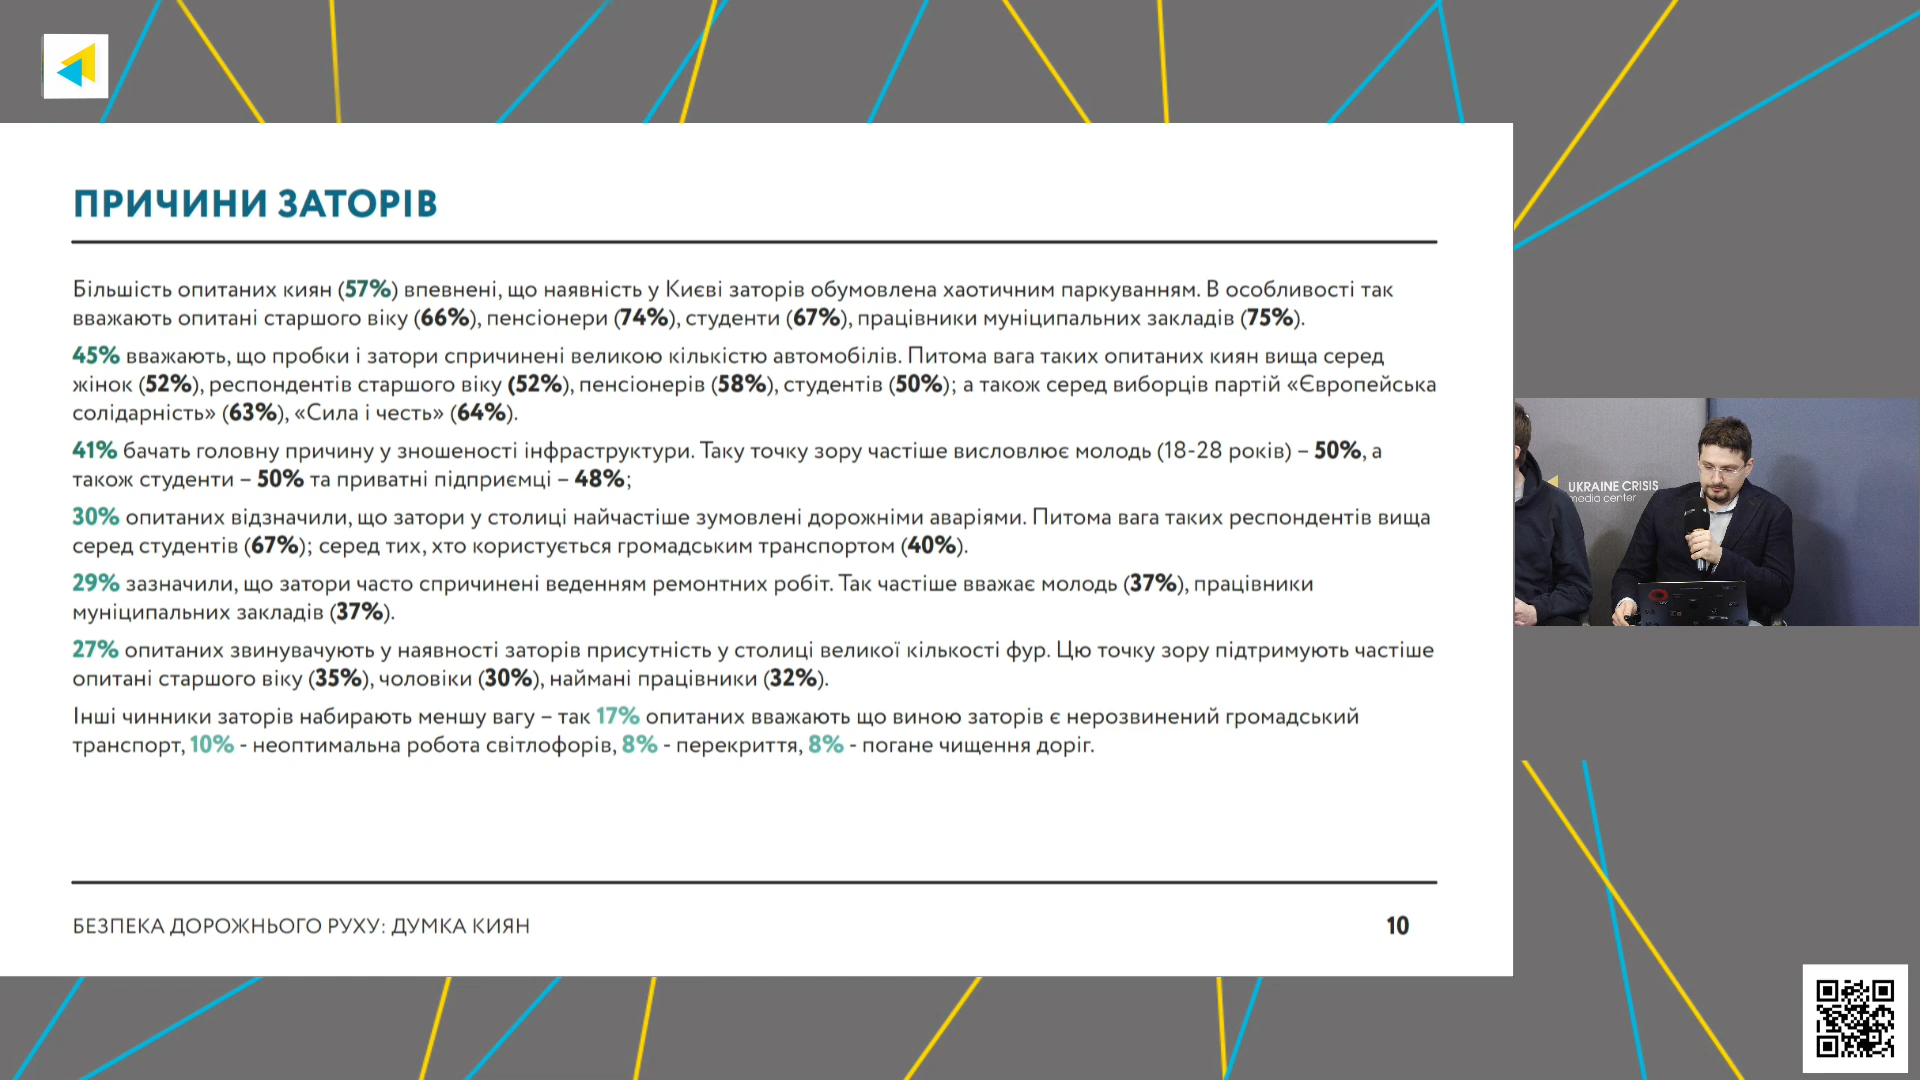 ПРИЧИНИ ЗАТОРІВ
Більшість опитаних киян (57%) впевнені, що наявність у Києві заторів обумовлена хаотичним паркуванням. В особливості так
вважають опитані старшого віку (66%), пенсіонери (74%), студенти (67%), працівники муніципальних закладів (75%).
45% вважають, що пробки і затори спричинені великою кількістю автомобілів. Питома вага таких опитаних киян вища серед
жінок (52%), респондентів старшого віку (52%), пенсіонерів (58%), студентів (50%); а також серед виборців партій «Європейська
солідарність» (63%), «Сила і честь» (64%).
41% бачать головну причину у зношеності інфраструктури. Таку точку зору частіше висловлює молодь (18-28 років) – 50%, а
також студенти – 50% та приватні підприємці – 48%;
30% опитаних відзначили, що затори у столиці найчастіше зумовлені дорожніми аваріями. Питома вага таких респондентів вища
серед студентів (67%); серед тих, хто користується громадським транспортом (40%).
29% зазначили, що затори часто спричинені веденням ремонтних робіт. Так частіше вважає молодь (37%), працівники
муніципальних закладів (37%).
27% опитаних звинувачують у наявності заторів присутність у столиці великої кількості фур. Цю точку зору підтримують частіше
опитані старшого віку (35%), чоловіки (30%), наймані працівники (32%).
Інші чинники заторів набирають меншу вагу – так 17% опитаних вважають що виною заторів є нерозвинений громадський
транспорт, 10% - неоптимальна робота світлофорів, 8% - перекриття, 8% - погане чищення доріг.
БЕЗПЕКА ДОРОЖНЬОГО РУХУ: ДУМКА КИЯН
10
UKRAINE CRISIS
media center